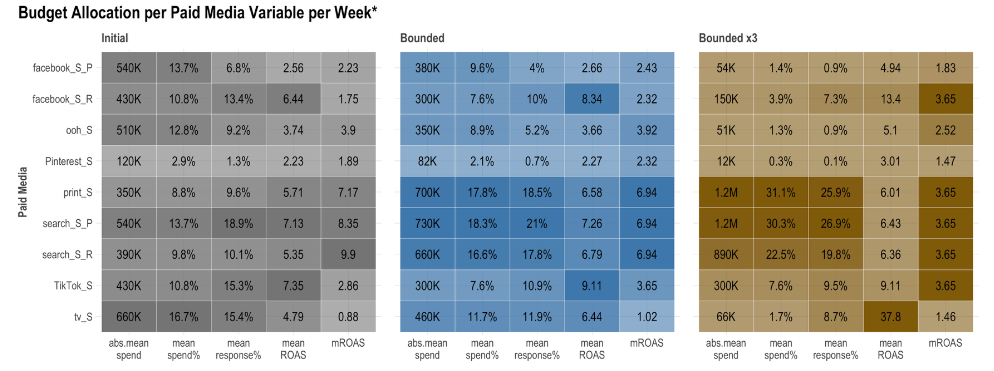 Budget Allocation per Paid Media Variable per Week*
Initial Bounded Bounded x3
facebook_S_P 540K 13.7% 6.8% 2.56 2.23 380K 9.6% 4% 2.66 2.43 54K 1.4% 0.9% 4.94 1.83
facebook_S_R 430K 10.8% 13.4% 6.44 1.75 300K 7.6% 10% 8.34 2.32 150K 3.9% 7.3% 13.4 3.65
ooh_S 510K 12.8% 9.2% 3.74 3.9 350K 8.9% 5.2% 3.66 3.92 51K 1.3% 0.9% 5.1 2.52
Pinterest_S 120K 2.9% 1.3% 2.23 1.89 82K 2.1% 0.7% 2.27 2.32 12K 0.3% 0.1% 3.01 1.47
print_S 350K 8.8% 9.6% 5.71 7.17 700K 17.8% 18.5% 6.58 6.94 1.2M 31.1% 25.9% 6.01 3.65
search_S_P 540K 13.7% 18.9% 7.13 8.35 730K 18.3% 21% 7.26 6.94 1.2M 30.3% 26.9% 6.43 3.65
search_S_R 390K 9.8% 10.1% 5.35 9.9 660K 16.6% 17.8% 6.79 6.94 890K 22.5% 19.8% 6.36 3.65
TikTok_S 430K 10.8% 15.3% 7.35 2.86 300K 7.6% 10.9% 9.11 3.65 300K 7.6% 9.5% 9.11 3.65
tv_S 660K 16.7% 15.4% 4.79 0.88 460K 11.7% 11.9% 6.44 1.02 66K 1.7% 8.7% 37.8 1.46
Paid Media
abs.mean mean mean mean mROAS abs.mean mean mean mean mROAS abs.mean mean mean mean mROAS
spend spend% response% ROAS spend spend% response% ROAS spend spend% response% ROAS